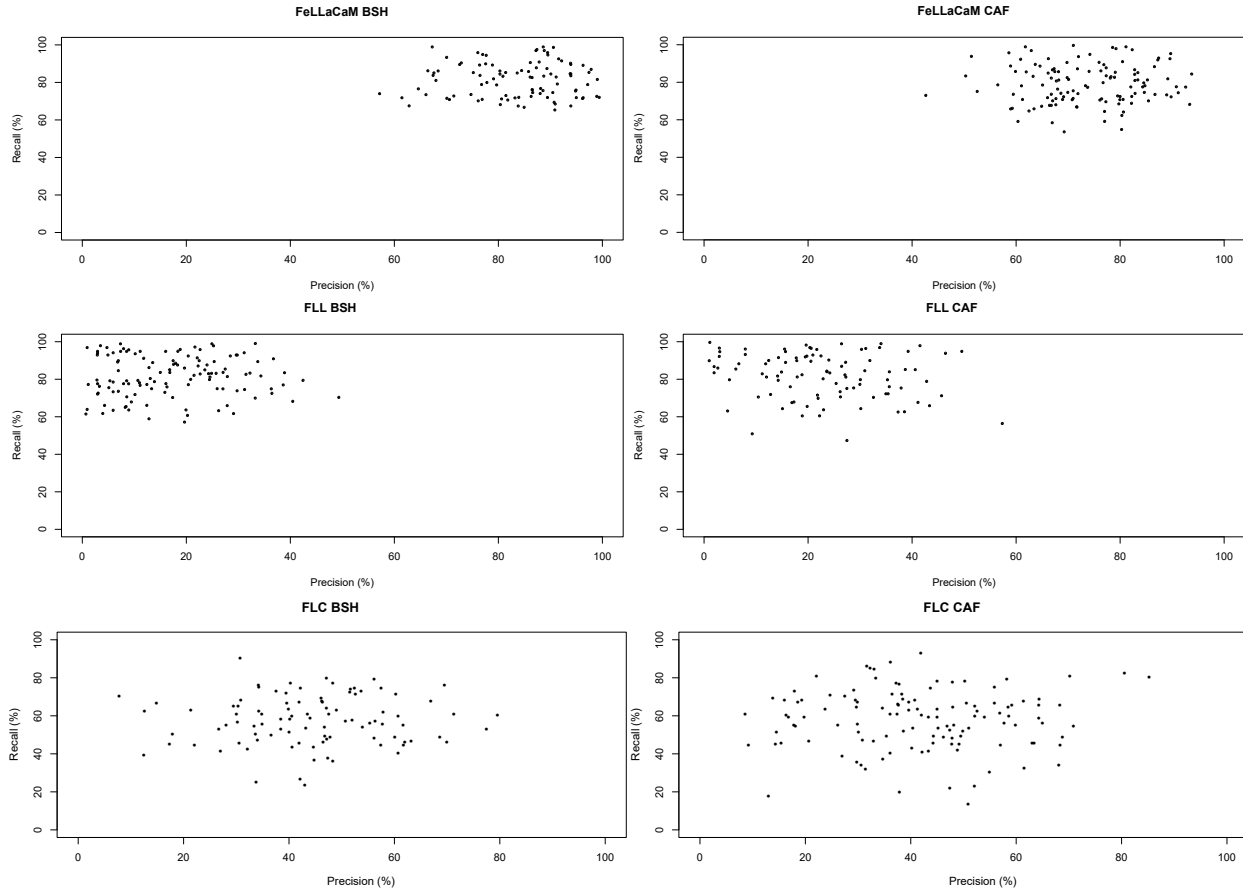 FeLLaCaM BSH
Recall (%)
100
80
60
40
20
0
0 20 40 60 80 100
Precision (%)
FeLLaCaM CAF
Recall (%)
100
80
60
40
20
0
0 20 40 60 80 100
Precision (%)
FLL BSH
Recall (%)
100
80
60
40
20
0
0 20 40 60 80 100
Precision (%)
FLL CAF
Recall (%)
100
80
60
40
20
0
0 20 40 60 80 100
Precision (%)
FLC BSH
Recall (%)
100
80
60
40
20
0
0 20 40 60 80 100
Precision (%)
FLC CAF
Recall (%)
100
80
60
40
20
0
0 20 40 60 80 100
Precision (%)